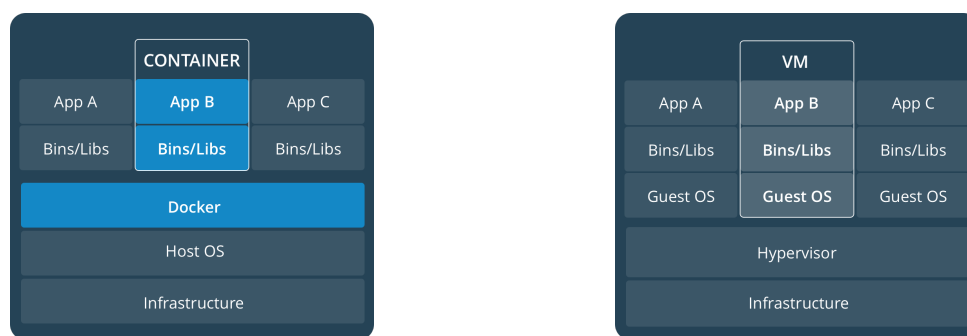 CONTAINER
App A App B App C
Bins/Libs Bins/Libs Bins/Libs
Docker
Host OS
Infrastructure
VM
App A App B App C
Bins/Libs Bins/Libs Bins/Libs
Guest OS Guest OS Guest OS
Hypervisor
Infrastructure